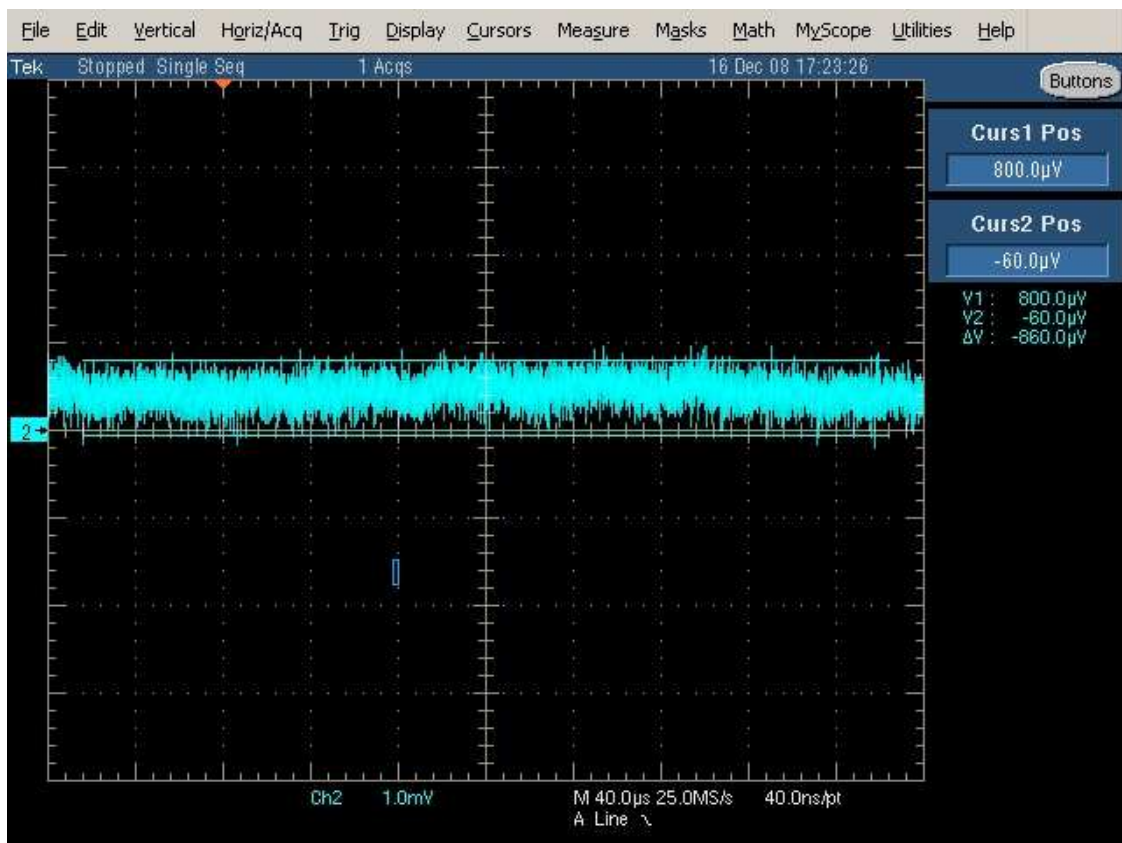 File Edit Vertical Horiz/Acq Trig Display Cursors Measure Masks Math MyScope Utilities Help
Tek Stopped Single Seq 1 Acqs 16 Dec 08 17:23:26
Buttons
Curs1 Pos
800.0µV
Curs2 Pos
-60.0µV
V1 : 800.0µV
V2 : -60.0µV
ΔV : -860.0µV
2
Ch2 1.0mV M 40.0µs 25.0MS/s 40.0ns/pt
A Line